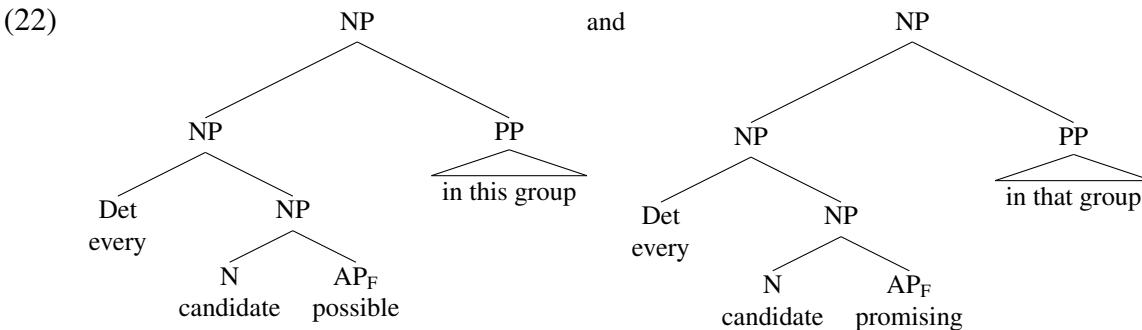 (22) NP and NP
NP PP NP PP
in this group in that group
Det NP Det NP
every every
N AP_F N AP_F
candidate possible candidate promising